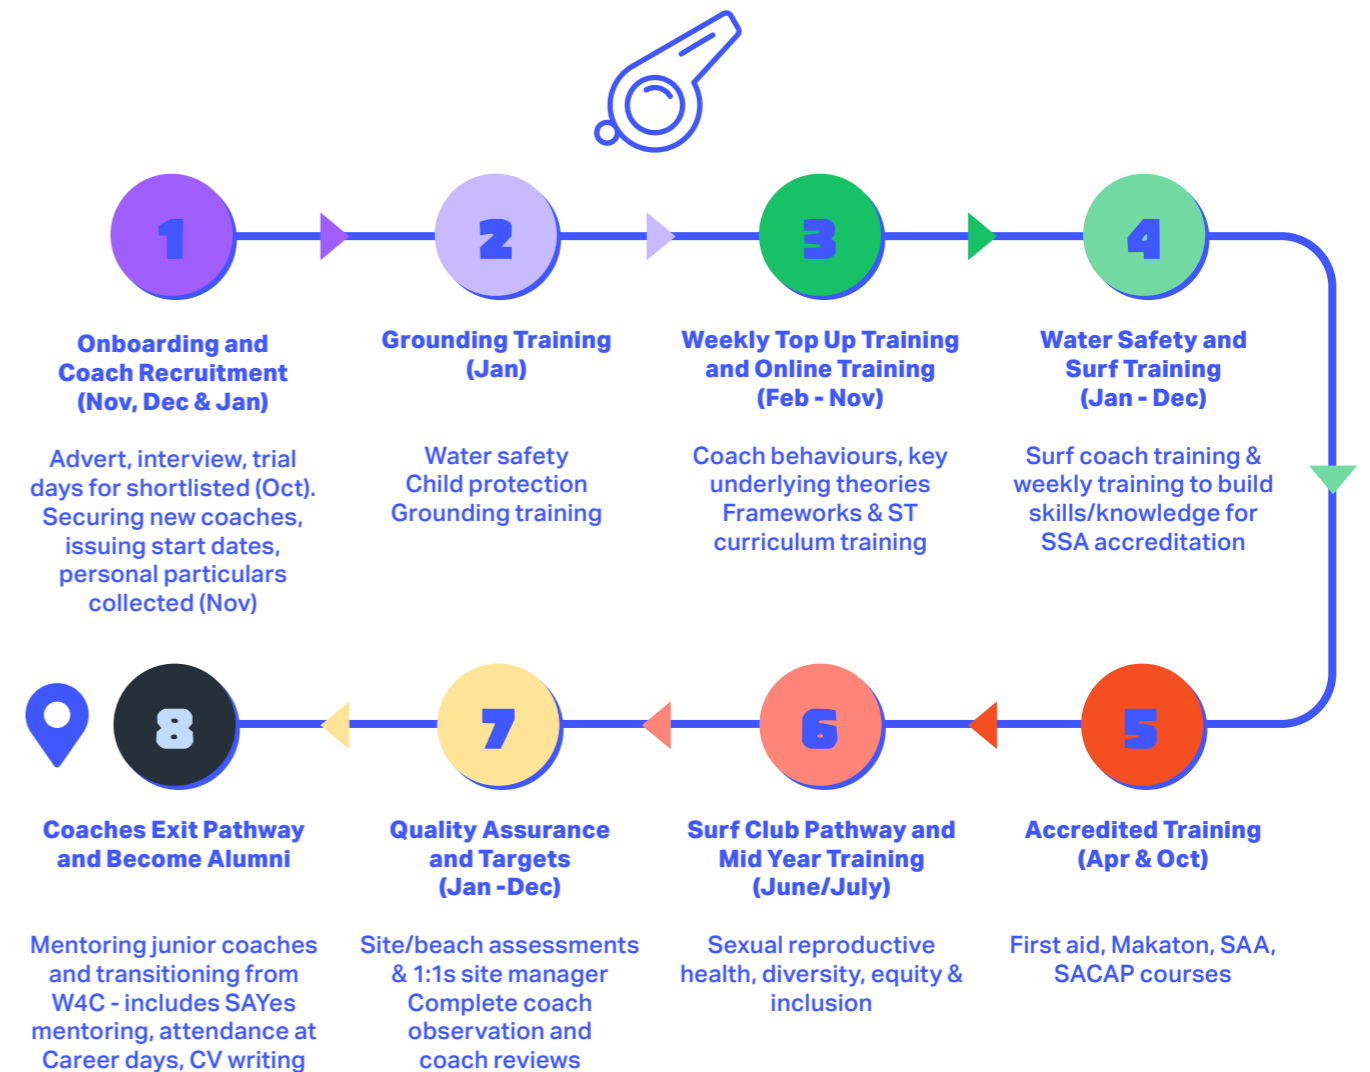 1
Onboarding and
Coach Recruitment
(Nov, Dec & Jan)
Advert, interview, trial
days for shortlisted (Oct).
Securing new coaches,
issuing start dates,
personal particulars
collected (Nov)
2
Grounding Training
(Jan)
Water safety
Child protection
Grounding training
3
Weekly Top Up Training
and Online Training
(Feb - Nov)
Coach behaviours, key
underlying theories
Frameworks & ST
curriculum training
4
Water Safety and
Surf Training
(Jan - Dec)
Surf coach training &
weekly training to build
skills/knowledge for
SSA accreditation
5
Accredited Training
(Apr & Oct)
First aid, Makaton, SAA,
SACAP courses
6
Surf Club Pathway and
Mid Year Training
(June/July)
Sexual reproductive
health, diversity, equity &
inclusion
7
Quality Assurance
and Targets
(Jan -Dec)
Site/beach assessments
& 1:1s site manager
Complete coach
observation and
coach reviews
8
Coaches Exit Pathway
and Become Alumni
Mentoring junior coaches
and transitioning from
W4C - includes SAYes
mentoring, attendance at
Career days, CV writing